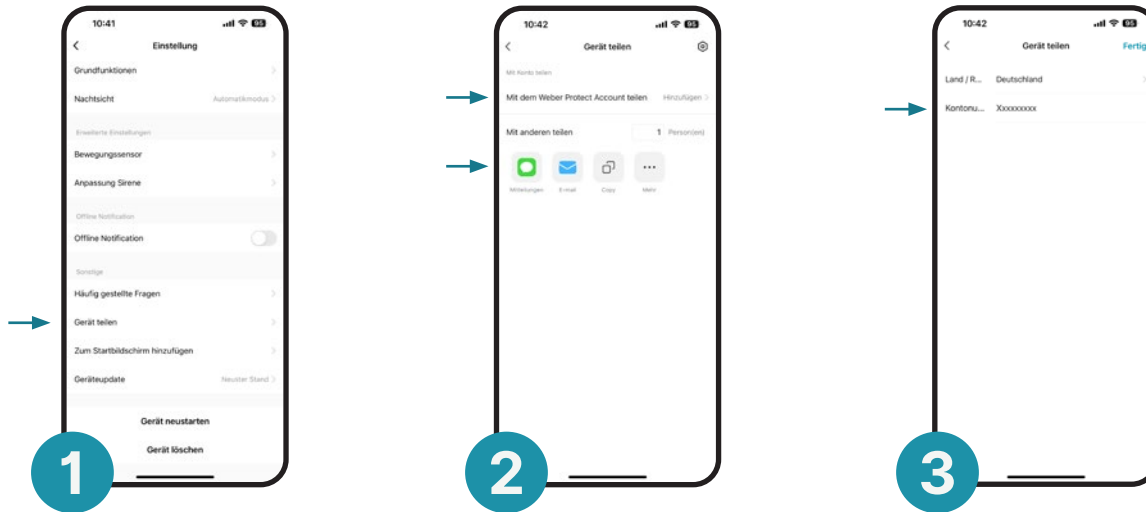 10:41
95
Einstellung
Grundfunktionen
Nachtsicht Automatikmodus
Erweiterte Einstellungen
Bewegungssensor
Anpassung Sirene
Offline Notification
Offline Notification
Sonstige
Häufig gestellte Fragen
Gerät teilen
Zum Startbildschirm hinzufügen
Geräteupdate Neuster Stand
Gerät neustarten
Gerät löschen
1
10:42
95
Gerät teilen
Mit Konto teilen
Mit dem Weber Protect Account teilen Hinzufügen
Mit anderen teilen 1 Person(en)
Mitteilungen E-mail Copy Mehr
2
10:42
95
Gerät teilen Fertig
Land / R... Deutschland
Kontonu... Xxxxxxxxx
3